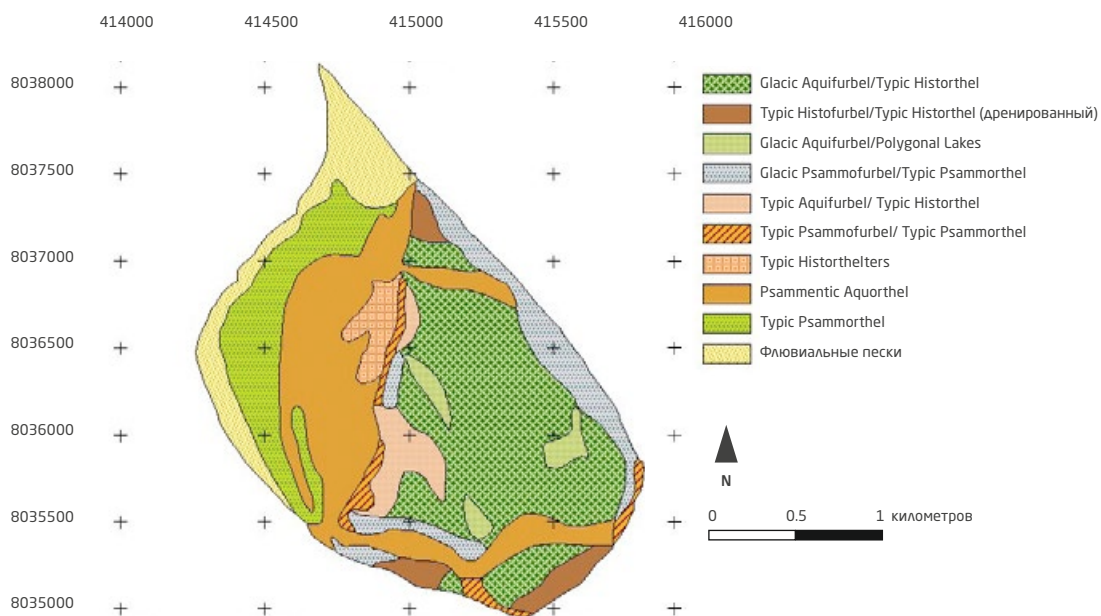 414000 414500 415000 415500 416000
8038000
8037500
8037000
8036500
8036000
8035500
8035000
Glacic Aquifurbel/Typic Historthel
Typic Histofurbel/Typic Historthel (дренированный)
Glacic Aquifurbel/Polygonal Lakes
Glacic Psammofurbel/Typic Psammorthel
Typic Aquifurbel/ Typic Historthel
Typic Psammofurbel/ Typic Psammorthel
Typic Historthelters
Psammentic Aquorthel
Typic Psammorthel
Флювиальные пески
N
0 0.5 1 километров